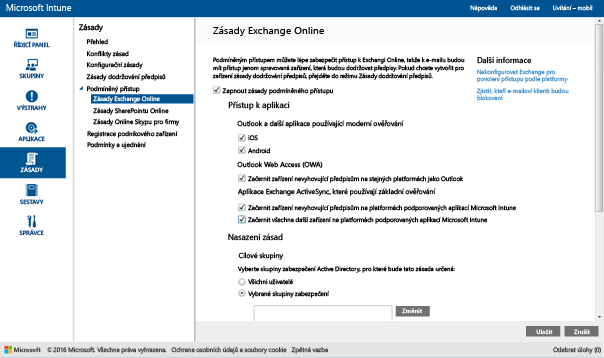 Microsoft Intune
Nápověda
Odhlásit se
Uvítání – mobil
ŘÍDICÍ PANEL
SKUPINY
VÝSTRAHY
APLIKACE
ZÁSADY
SESTAVY
SPRÁVCE
Zásady
Přehled
Konflikty zásad
Konfigurační zásady
Zásady dodržování předpisů
Podmíněný přístup
Zásady Exchange Online
Zásady SharePointu Online
Zásady Online Skypu pro firmy
Registrace podnikového zařízení
Podmínky a ujednání
Zásady Exchange Online
Podmíněným přístupem můžete lépe zabezpečit přístup k Exchangi Online, takže k e-mailu budou
mít přístup jenom spravovaná zařízení, která budou dodržovat předpisy. Pokud chcete vytvořit pro
zařízení zásady dodržování předpisů, přejděte do režimu Zásady dodržování předpisů.
Zapnout zásady podmíněného přístupu
Přístup k aplikaci
Outlook a další aplikace používající moderní ověřování
iOS
Android
Outlook Web Access (OWA)
Začernit zařízení nevyhovující předpisům na stejných platformách jako Outlook
Aplikace Exchange ActiveSync, které používají základní ověřování
Začernit zařízení nevyhovující předpisům na platformách podporovaných aplikací Microsoft Intune
Začernit všechna další zařízení na platformách podporovaných aplikací Microsoft Intune
Nasazení zásad
Cílové skupiny
Vyberte skupiny zabezpečení Active Directory, pro které bude tato zásada určená:
Všichni uživatelé
Vybrané skupiny zabezpečení
Změnit
Další informace
Nakonfigurovat Exchange pro
povolení přístupu podle platformy
Zjistit, kteří e-mailoví klienti budou
blokování
Uložit
Zrušit
Microsoft
© 2016 Microsoft. Všechna práva vyhrazena.
Ochrana osobních údajů a soubory cookie
Zpětná vazba
Odebrat úlohy (0)